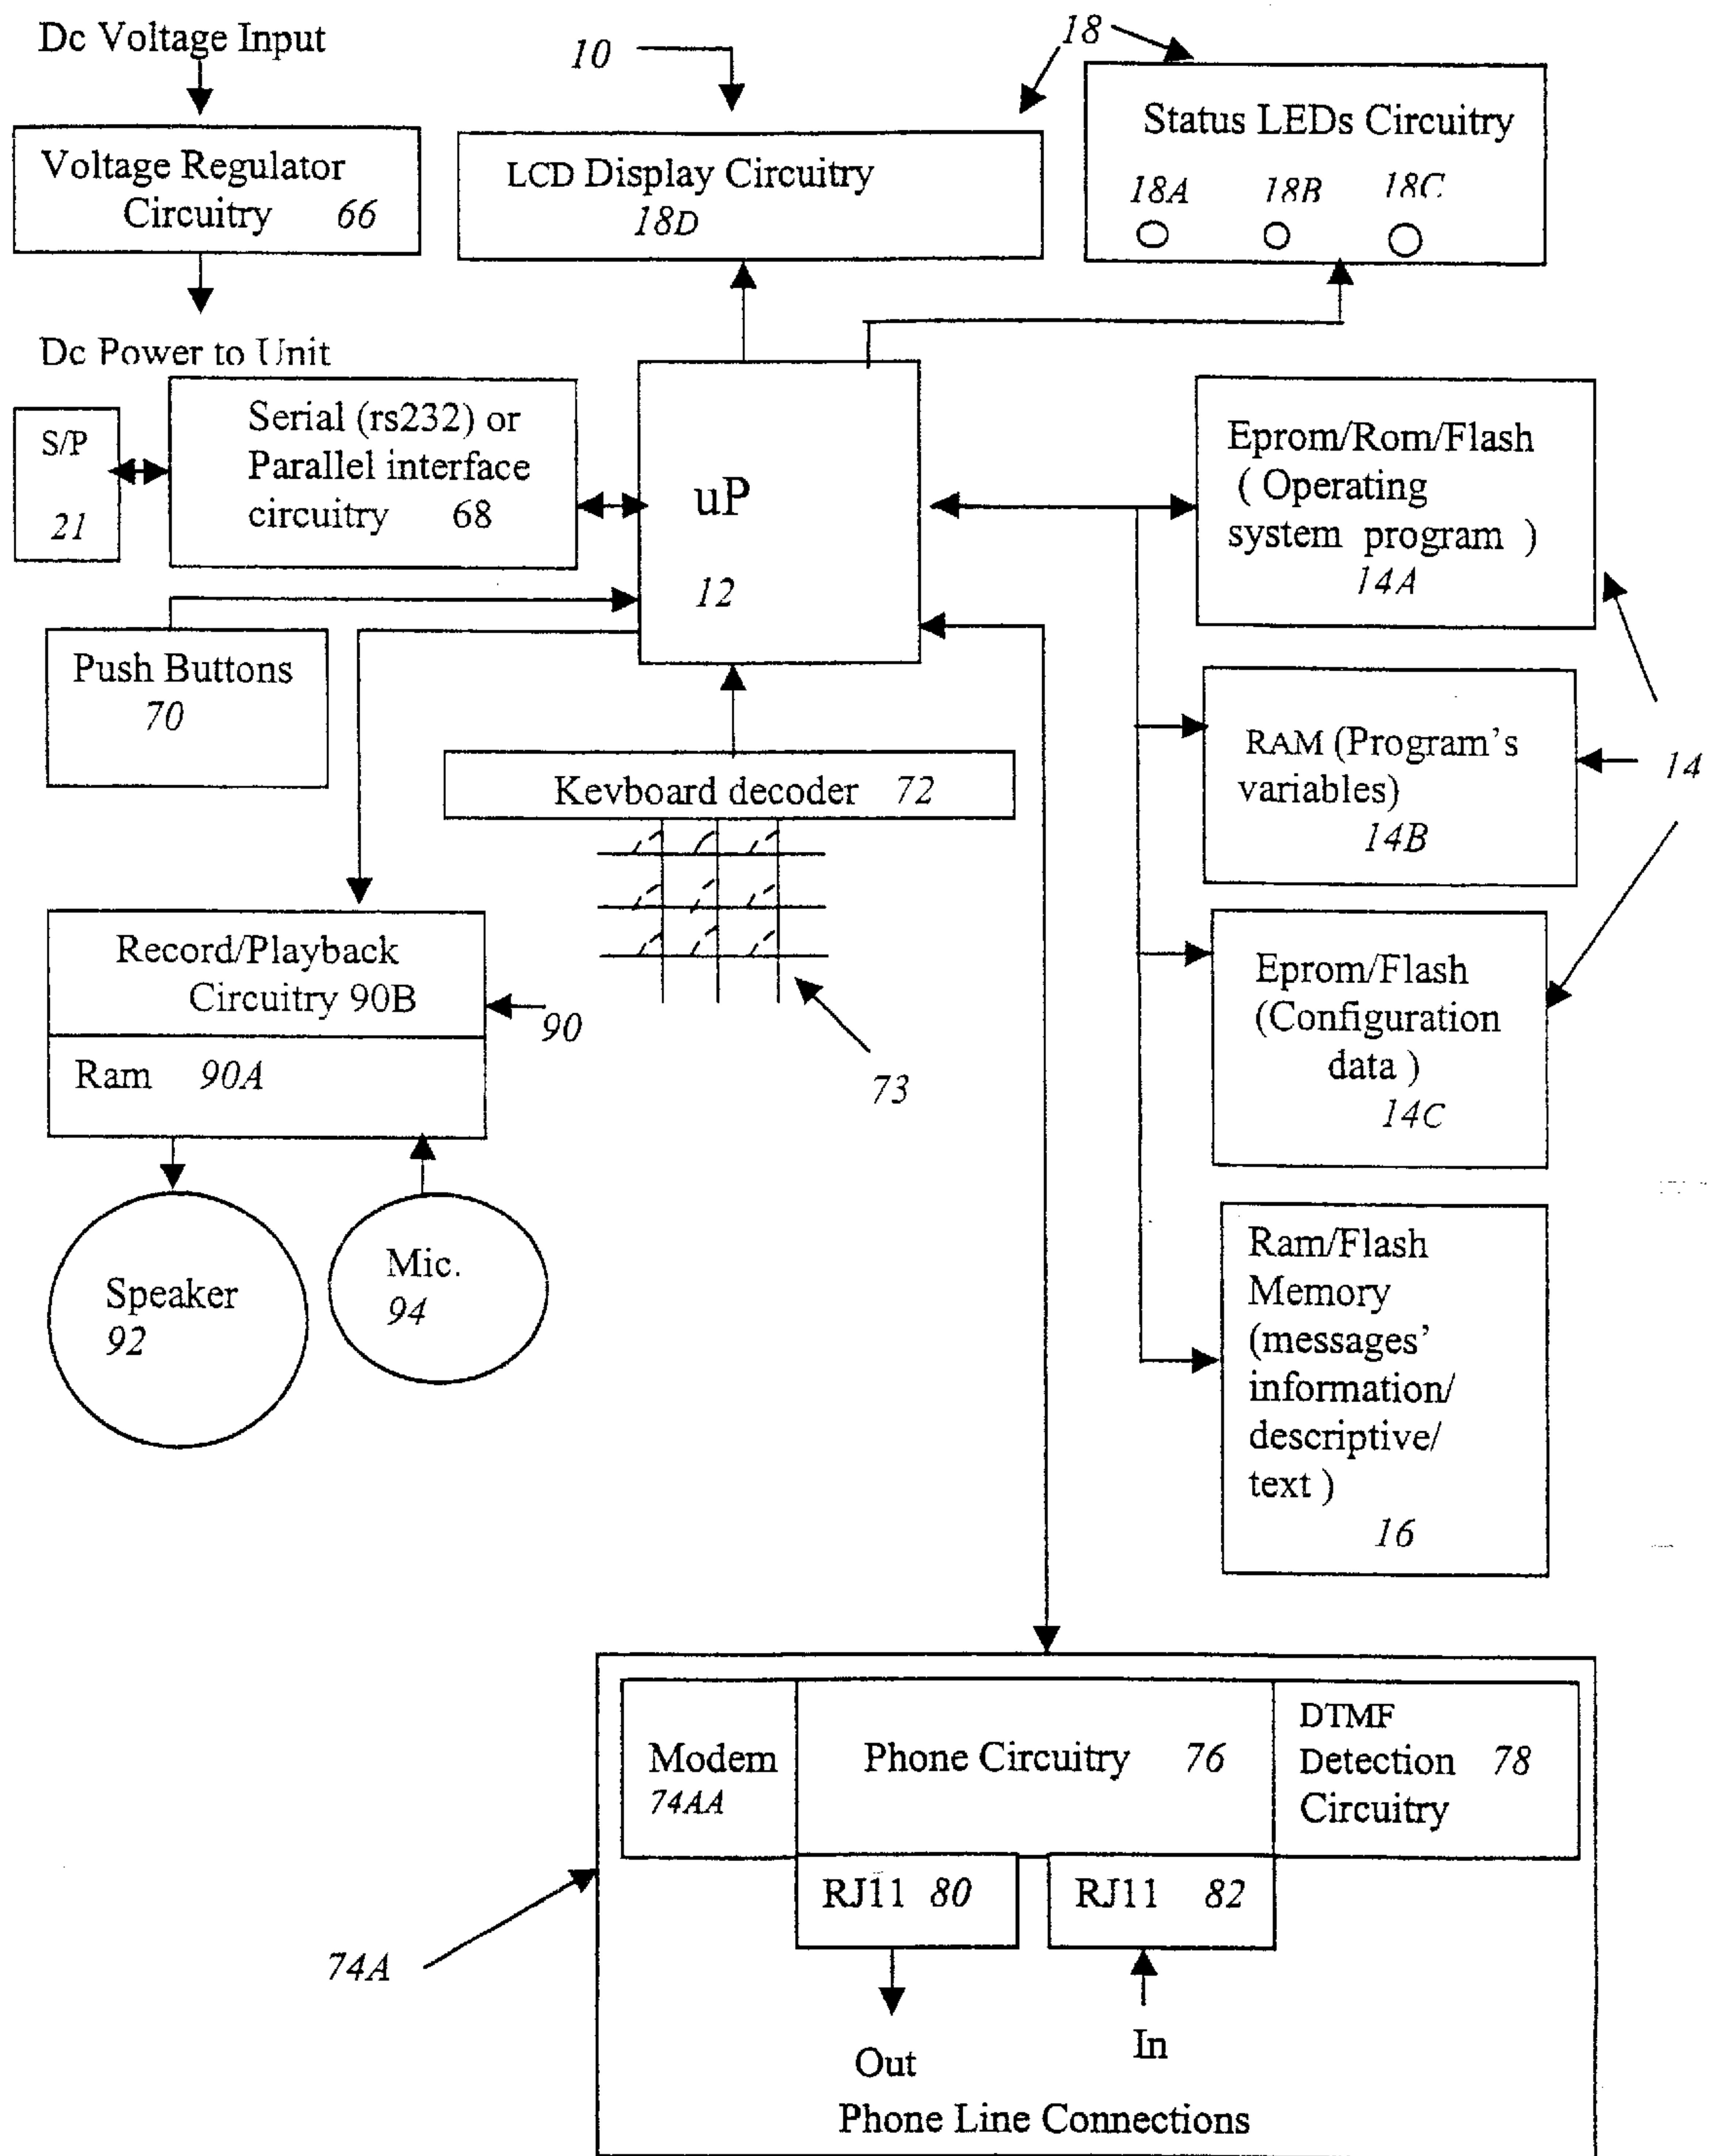 Dc Voltage Input
10
18
Voltage Regulator
Circuitry 66
LCD Display Circuitry
18D
Status LEDs Circuitry
18A 18B 18C
Dc Power to Unit
S/P
21
Serial (rs232) or
Parallel interface
circuitry 68
uP
12
Eprom/Rom/Flash
( Operating
system program )
14A
Push Buttons
70
RAM (Program's
variables)
14B
14
Keyboard decoder 72
73
Record/Playback
Circuitry 90B
90
Ram 90A
Eprom/Flash
(Configuration
data )
14C
Speaker
92
Mic.
94
Ram/Flash
Memory
(messages'
information/
descriptive/
text )
16
Modem
74AA
Phone Circuitry 76
DTMF
Detection 78
Circuitry
RJ11 80
RJ11 82
74A
Out
In
Phone Line Connections